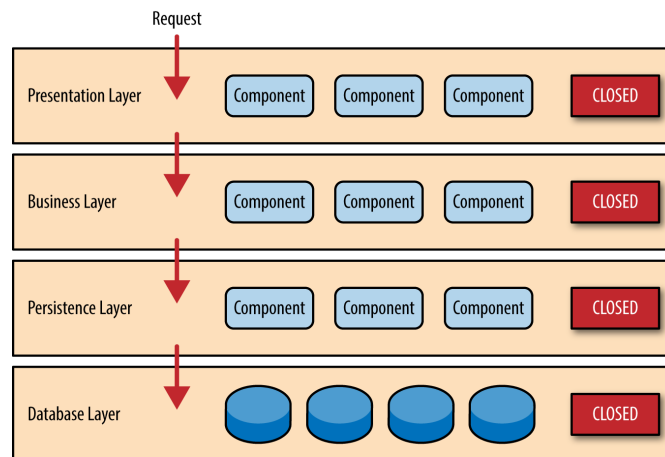 Request
Presentation Layer Component Component Component CLOSED
Business Layer Component Component Component CLOSED
Persistence Layer Component Component Component CLOSED
Database Layer CLOSED